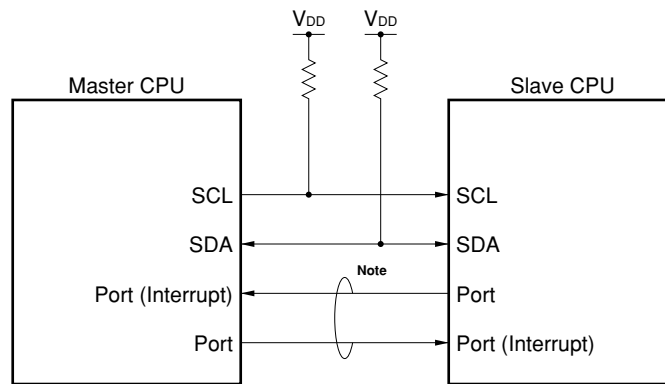 VDD VDD
Master CPU Slave CPU
SCL SCL
SDA SDA
Note
Port (Interrupt) Port
Port Port (Interrupt)